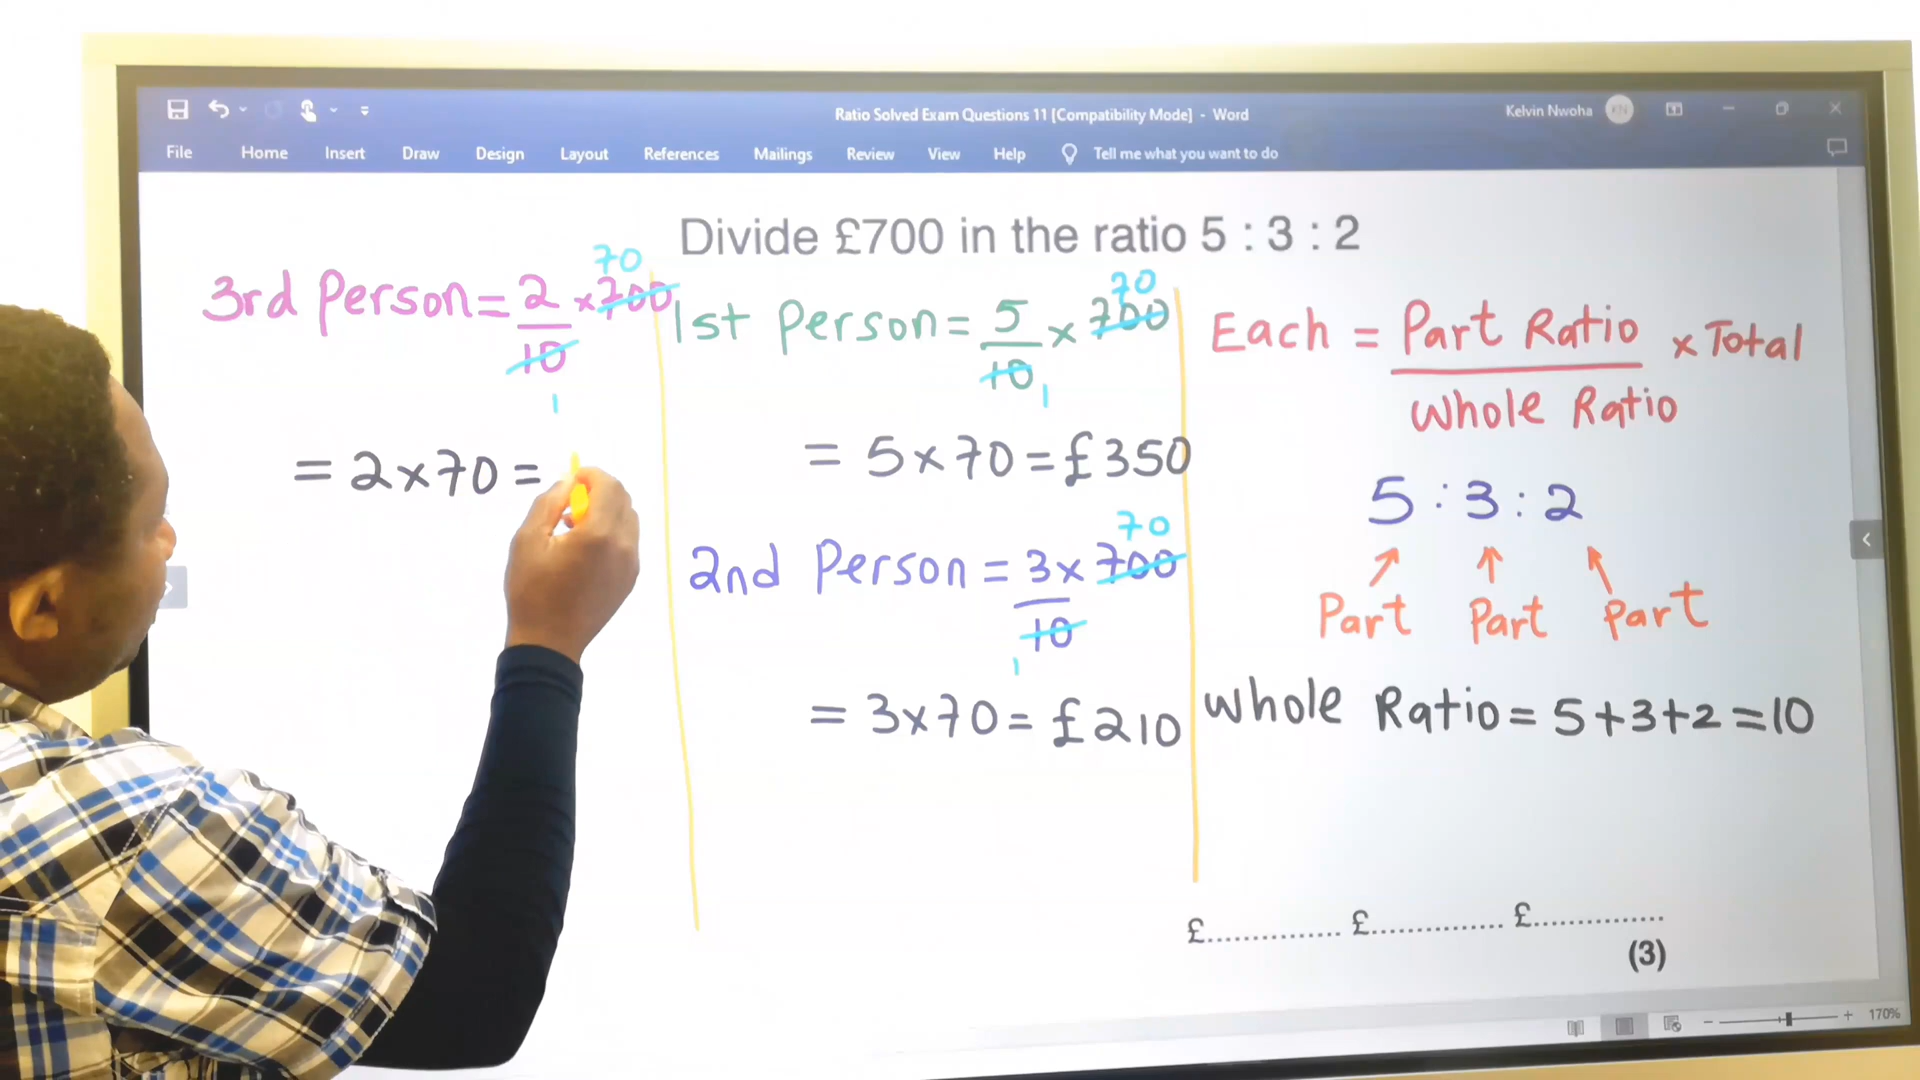 Ratio Solved Exam Questions 11 [Compatibility Mode] - Word
Kelvin Nwoha KN
File Home Insert Draw Design Layout References Mailings Review View Help Tell me what you want to do
Divide £700 in the ratio 5 : 3 : 2
70
3rd Person = 2 × 700
10
1
= 2 × 70 =
70
1st Person = 5 × 700
10
1
= 5 × 70 = £350
70
2nd Person = 3 × 700
10
1
= 3 × 70 = £210
Each = Part Ratio × Total
Whole Ratio
5 : 3 : 2
Part Part Part
Whole Ratio = 5+3+2 = 10
£.............. £.............. £..............
(3)
170%